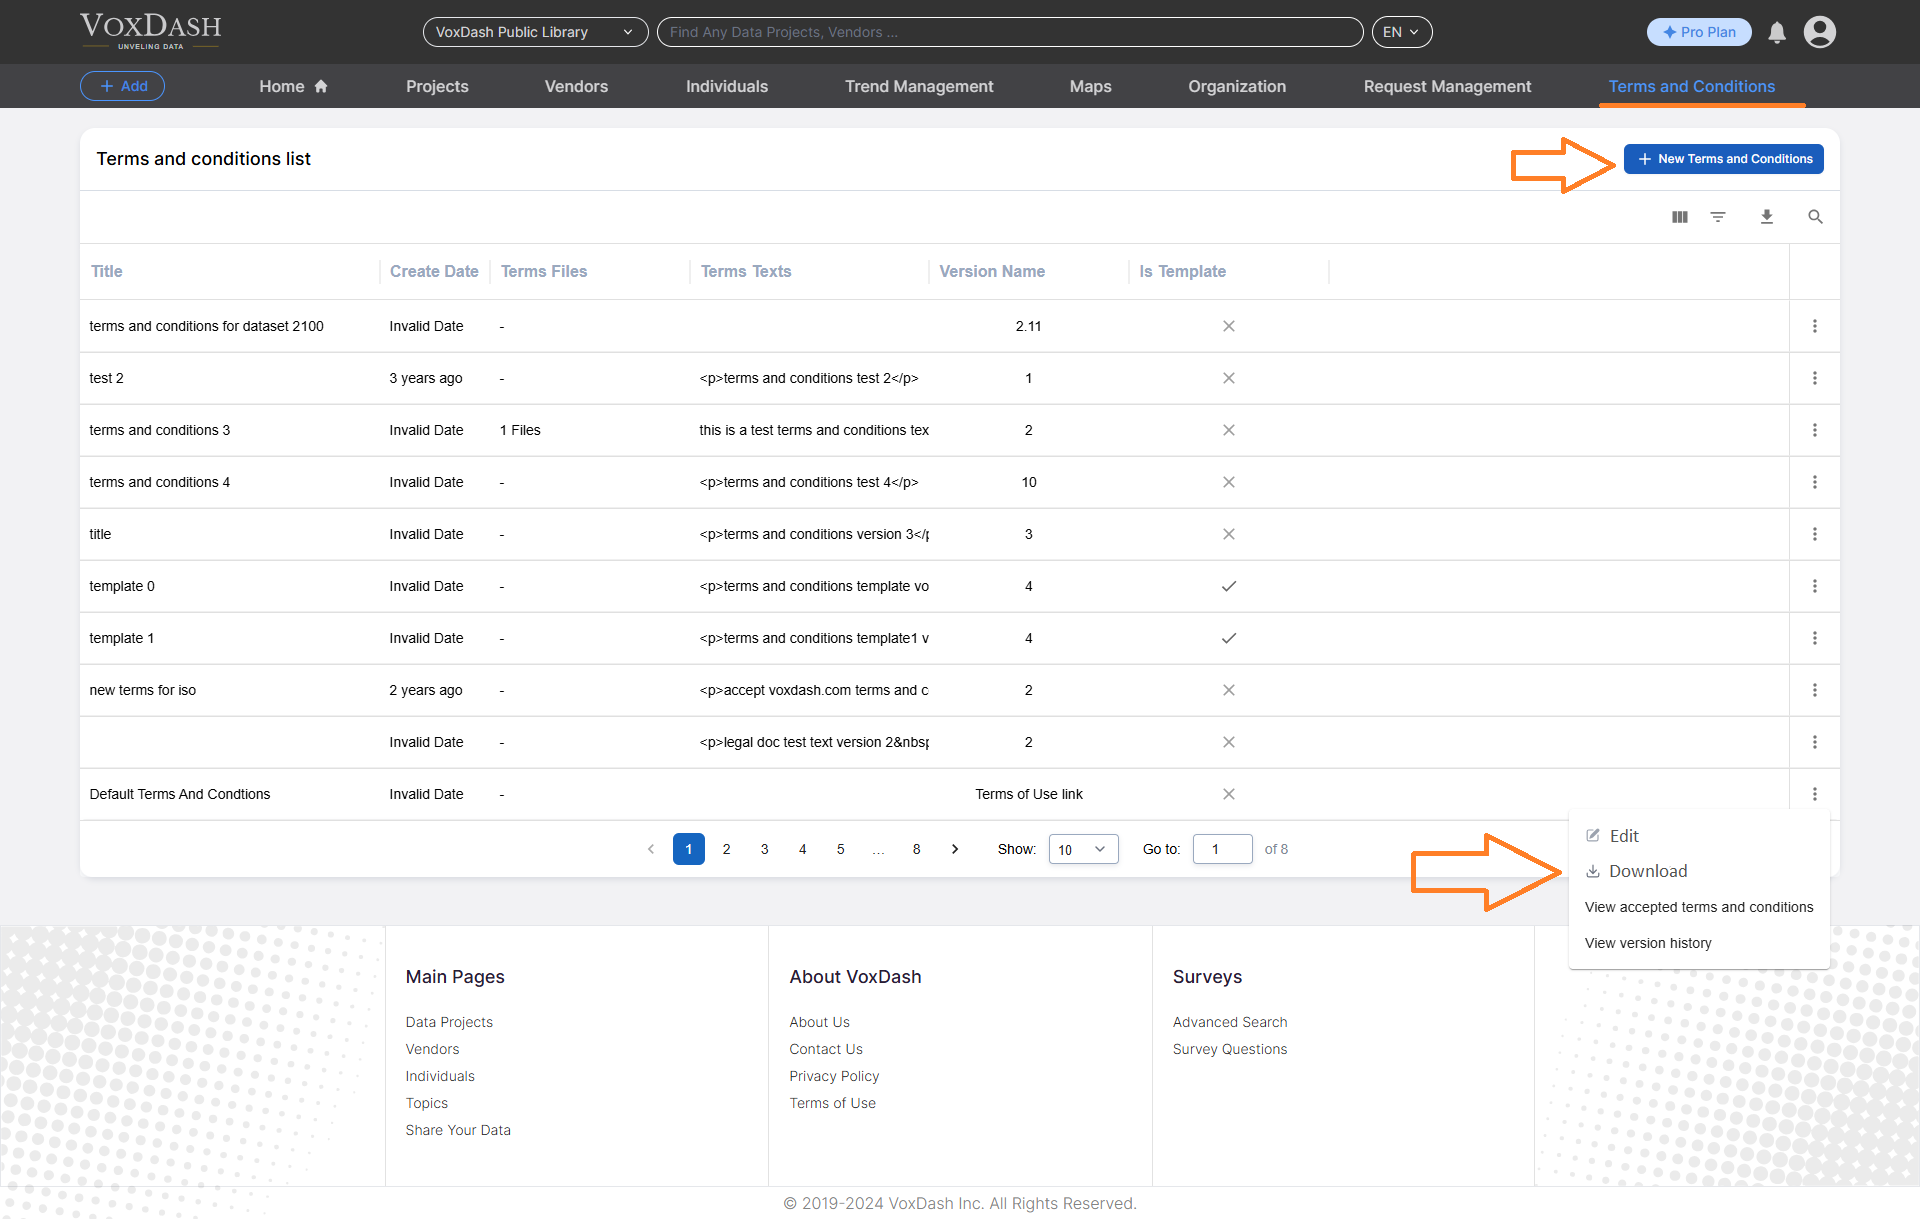 VOXDASH
UNVELING DATA
VoxDash Public Library
Find Any Data Projects, Vendors ...
EN
Pro Plan
Add
Home
Projects
Vendors
Individuals
Trend Management
Maps
Organization
Request Management
Terms and Conditions
Terms and conditions list
New Terms and Conditions
Title Create Date Terms Files Terms Texts Version Name Is Template
terms and conditions for dataset 2100 Invalid Date - 2.11
test 2 3 years ago - <p>terms and conditions test 2</p> 1
terms and conditions 3 Invalid Date 1 Files this is a test terms and conditions tex 2
terms and conditions 4 Invalid Date - <p>terms and conditions test 4</p> 10
title Invalid Date - <p>terms and conditions version 3</p 3
template 0 Invalid Date - <p>terms and conditions template vo 4
template 1 Invalid Date - <p>terms and conditions template1 v 4
new terms for iso 2 years ago - <p>accept voxdash.com terms and c 2
Invalid Date - <p>legal doc test text version 2&nbsp 2
Default Terms And Condtions Invalid Date - Terms of Use link
1 2 3 4 5 ... 8 Show: 10 Go to: 1 of 8
Edit
Download
View accepted terms and conditions
View version history
Main Pages
Data Projects
Vendors
Individuals
Topics
Share Your Data
About VoxDash
About Us
Contact Us
Privacy Policy
Terms of Use
Surveys
Advanced Search
Survey Questions
© 2019-2024 VoxDash Inc. All Rights Reserved.